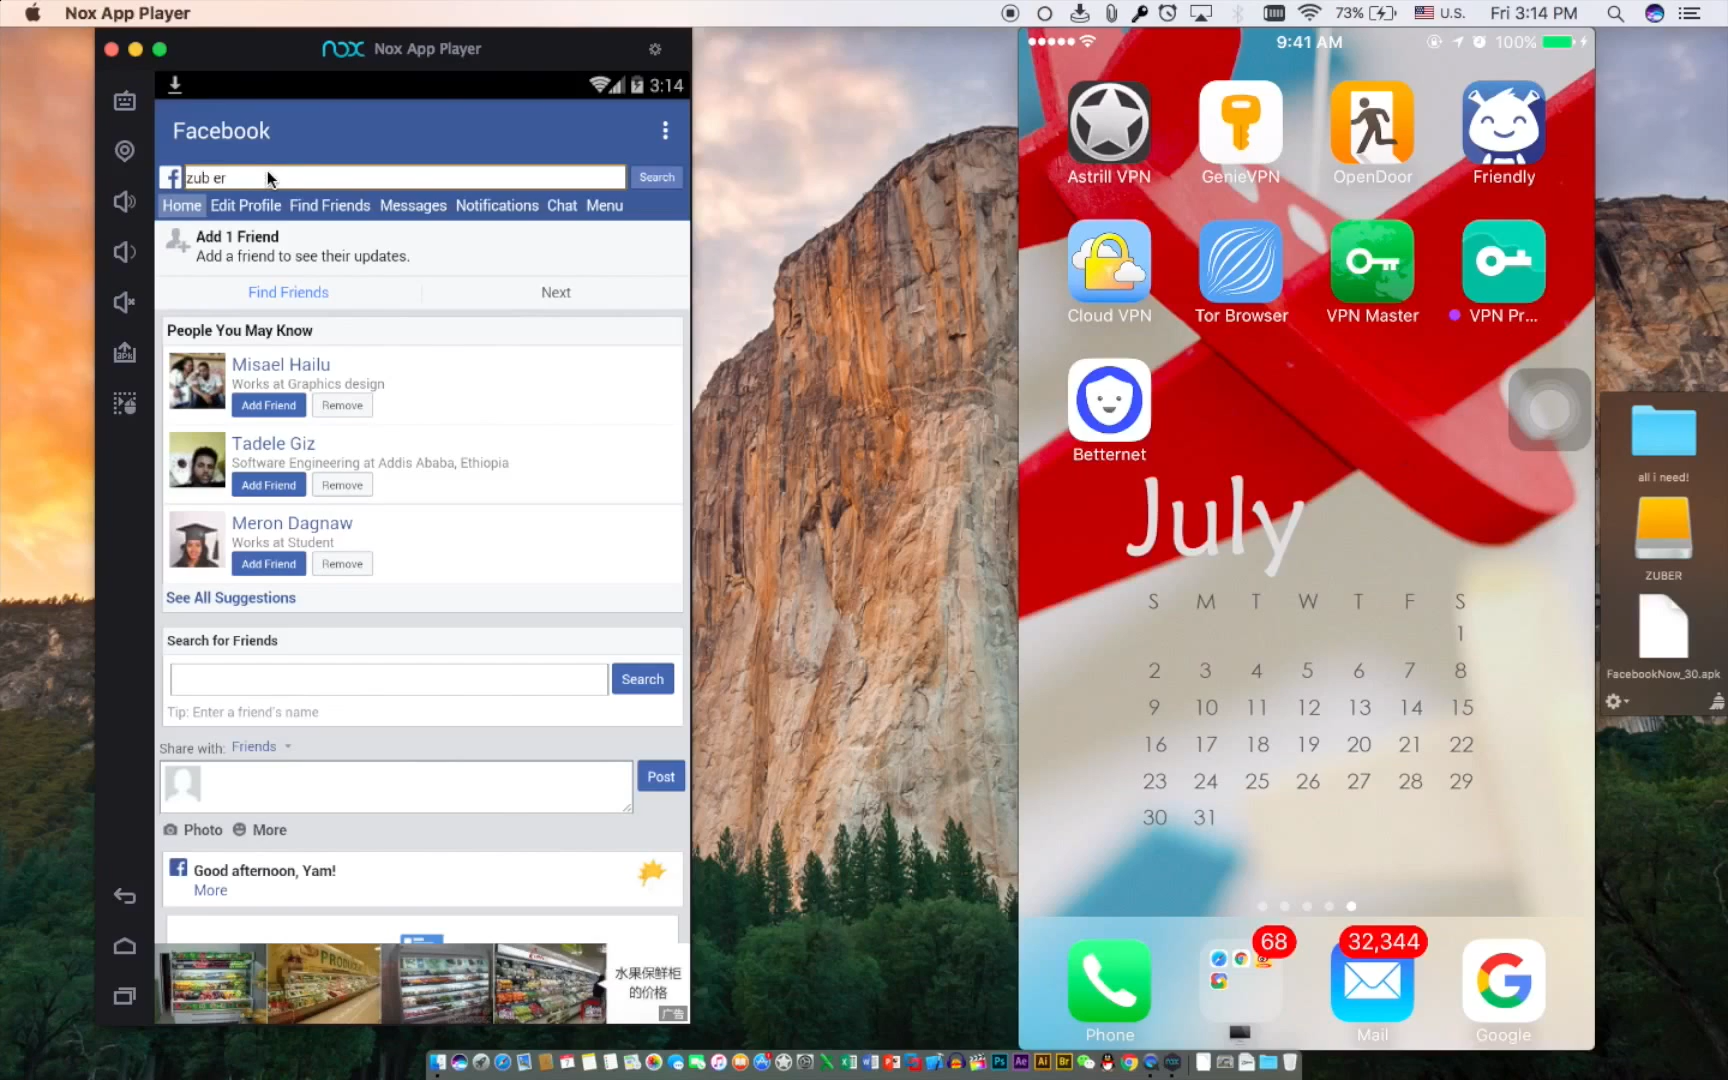 Nox App Player
73%
U.S.
Fri 3:14 PM
nox Nox App Player
3:14
Facebook
zub er
Search
Home Edit Profile Find Friends Messages Notifications Chat Menu
Add 1 Friend
Add a friend to see their updates.
Find Friends
Next
People You May Know
Misael Hailu
Works at Graphics design
Add Friend
Remove
Tadele Giz
Software Engineering at Addis Ababa, Ethiopia
Add Friend
Remove
Meron Dagnaw
Works at Student
Add Friend
Remove
See All Suggestions
Search for Friends
Search
Tip: Enter a friend's name
Share with: Friends
Post
Photo
More
Good afternoon, Yam!
More
水果保鲜柜
的价格
广告
9:41 AM
100%
Astrill VPN
GenieVPN
OpenDoor
Friendly
Cloud VPN
Tor Browser
VPN Master
VPN Pr...
Betternet
July
S M T W T F S
1
2 3 4 5 6 7 8
9 10 11 12 13 14 15
16 17 18 19 20 21 22
23 24 25 26 27 28 29
30 31
68
32,344
Phone
Mail
Google
all i need!
ZUBER
FacebookNow_30.apk
Ps
Ae
Ai
Br